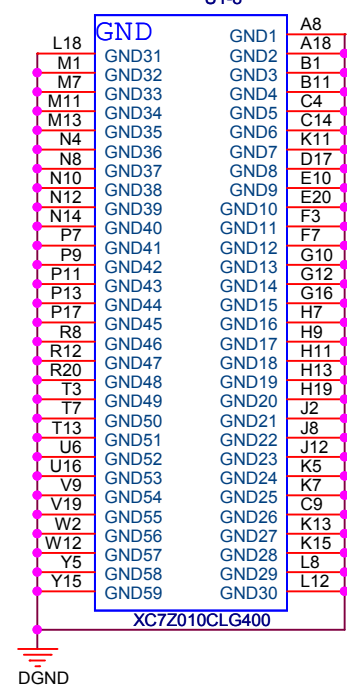 GND GND1 A8
L18 GND31 GND2 A18
M1 GND32 GND3 B1
M7 GND33 GND4 B11
M11 GND34 GND5 C4
M13 GND35 GND6 C14
N4 GND36 GND7 K11
N8 GND37 GND8 D17
N10 GND38 GND9 E10
N12 GND39 GND10 E20
N14 GND40 GND11 F3
P7 GND41 GND12 F7
P9 GND42 GND13 G10
P11 GND43 GND14 G12
P13 GND44 GND15 G16
P17 GND45 GND16 H7
R8 GND46 GND17 H9
R12 GND47 GND18 H11
R20 GND48 GND19 H13
T3 GND49 GND20 H19
T7 GND50 GND21 J2
T13 GND51 GND22 J8
U6 GND52 GND23 J12
U16 GND53 GND24 K5
V9 GND54 GND25 K7
V19 GND55 GND26 C9
W2 GND56 GND27 K13
W12 GND57 GND28 K15
Y5 GND58 GND29 L8
Y15 GND59 GND30 L12
XC7Z010CLG400
DGND